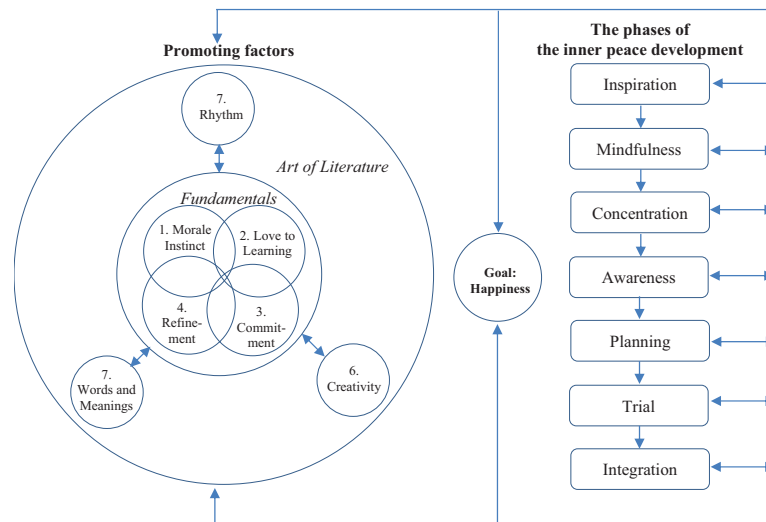 Promoting factors
7.
Rhythm
Art of Literature
Fundamentals
1. Morale
Instinct
2. Love to
Learning
4.
Refine-
ment
3.
Commit-
ment
7.
Words and
Meanings
6.
Creativity
Goal:
Happiness
The phases of
the inner peace development
Inspiration
Mindfulness
Concentration
Awareness
Planning
Trial
Integration